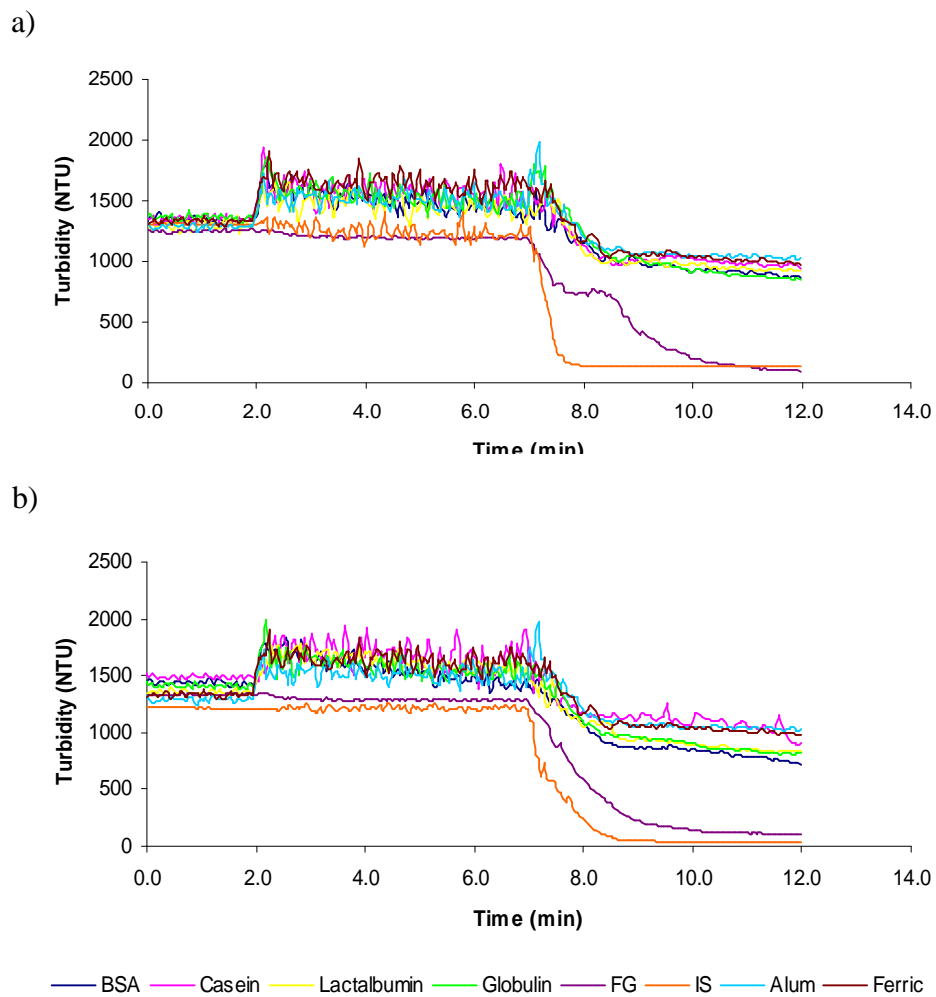 a)
2500
2000
1500
1000
500
0
Turbidity (NTU)
0.0 2.0 4.0 6.0 8.0 10.0 12.0 14.0
Time (min)
b)
2500
2000
1500
1000
500
0
Turbidity (NTU)
0.0 2.0 4.0 6.0 8.0 10.0 12.0 14.0
Time (min)
BSA Casein Lactalbumin Globulin FG IS Alum Ferric